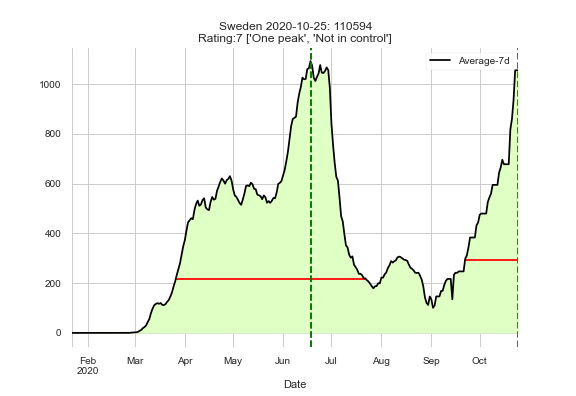 Sweden 2020-10-25: 110594
Rating:7 ['One peak', 'Not in control']
Average-7d
1000
800
600
400
200
0
Feb Mar Apr May Jun Jul Aug Sep Oct
2020
Date